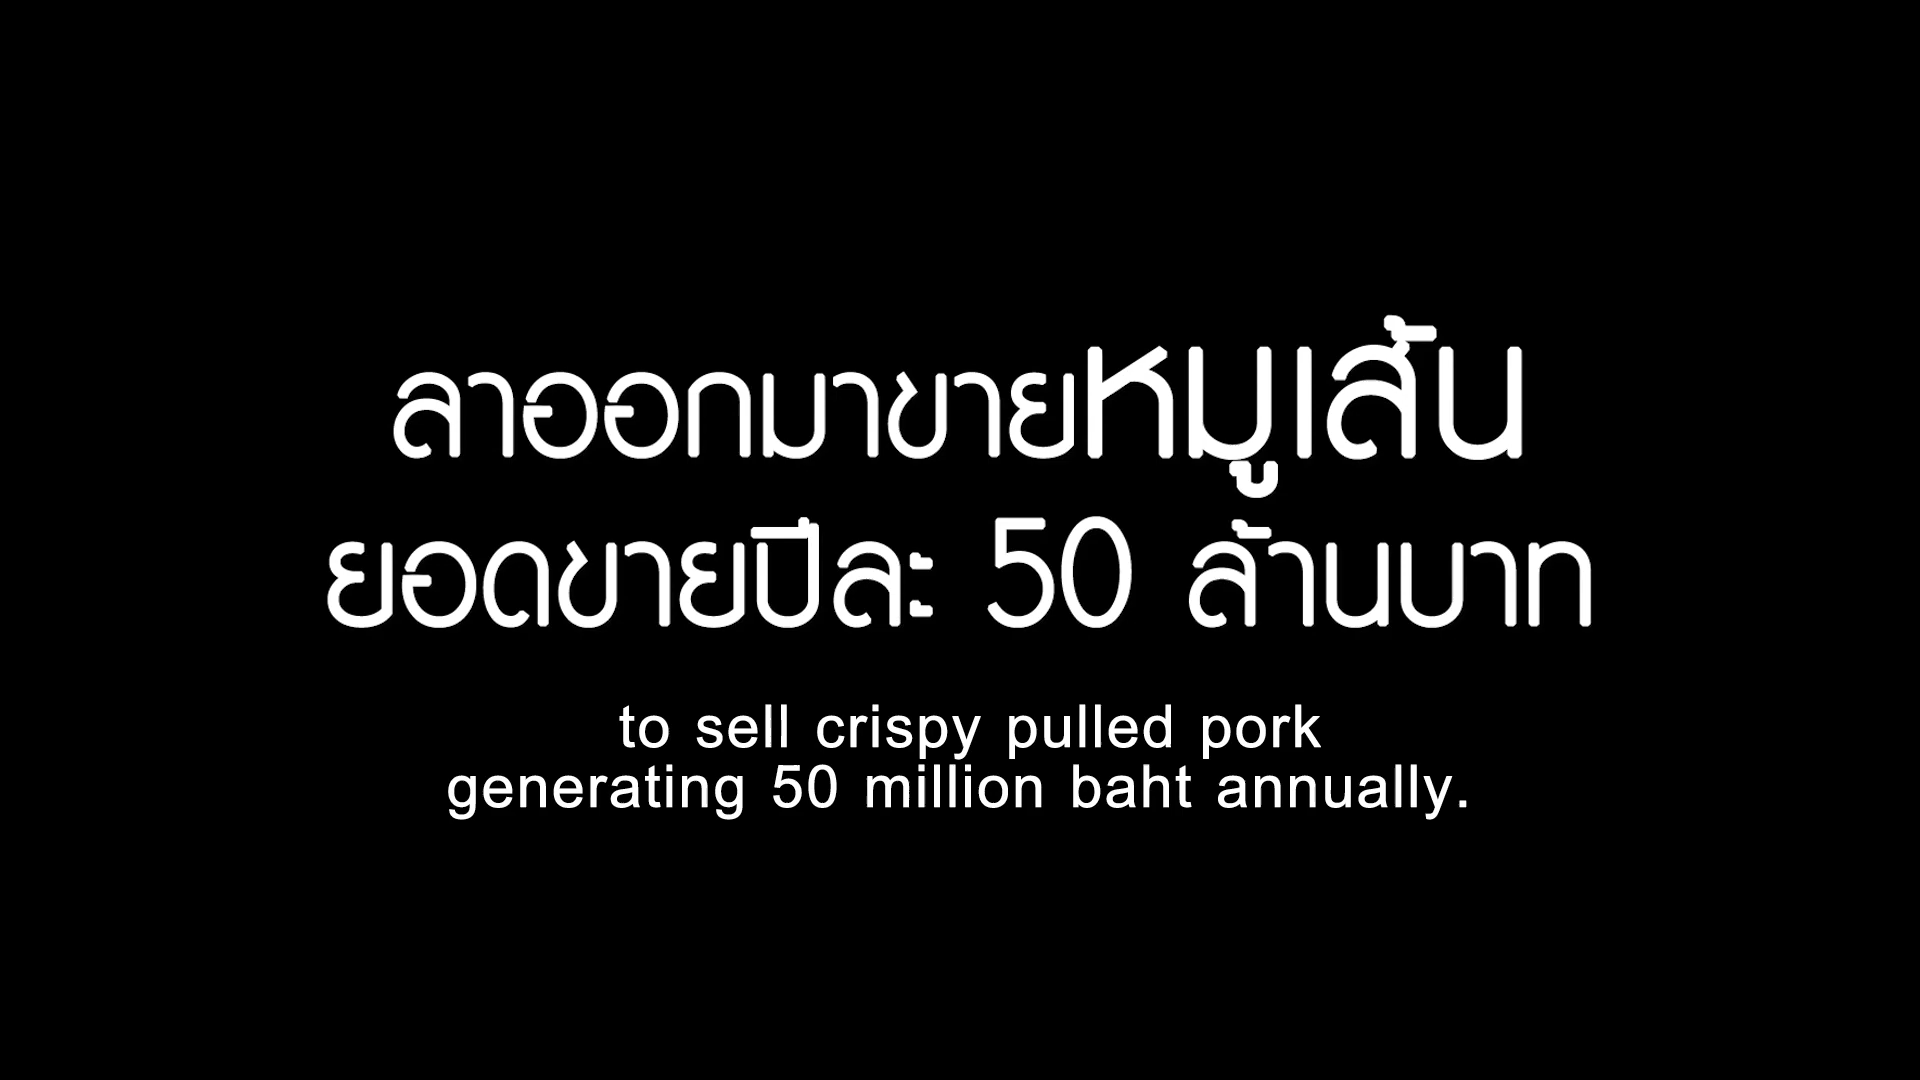 ลาออกมาขายหมูเส้น
ยอดขายปีละ 50 ล้านบาท
to sell crispy pulled pork
generating 50 million baht annually.